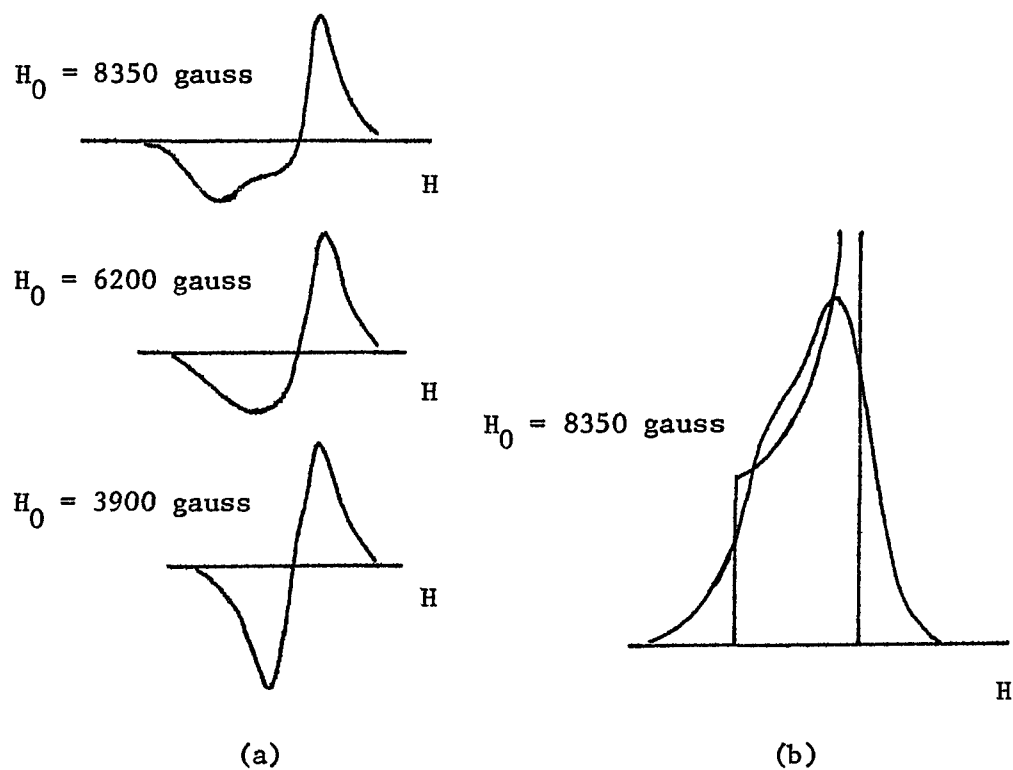 H0 = 8350 gauss
H
H0 = 6200 gauss
H
H0 = 3900 gauss
H
(a)
H0 = 8350 gauss
H
(b)